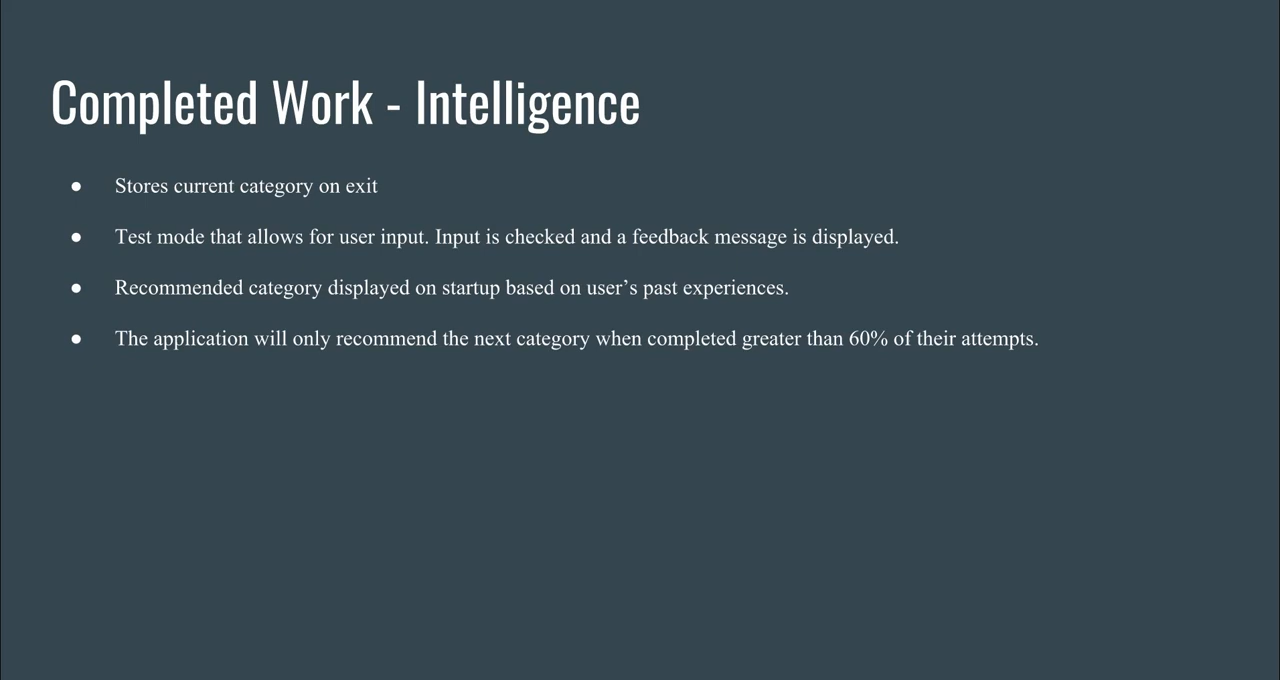 Completed Work - Intelligence
● Stores current category on exit
● Test mode that allows for user input. Input is checked and a feedback message is displayed.
● Recommended category displayed on startup based on user’s past experiences.
● The application will only recommend the next category when completed greater than 60% of their attempts.